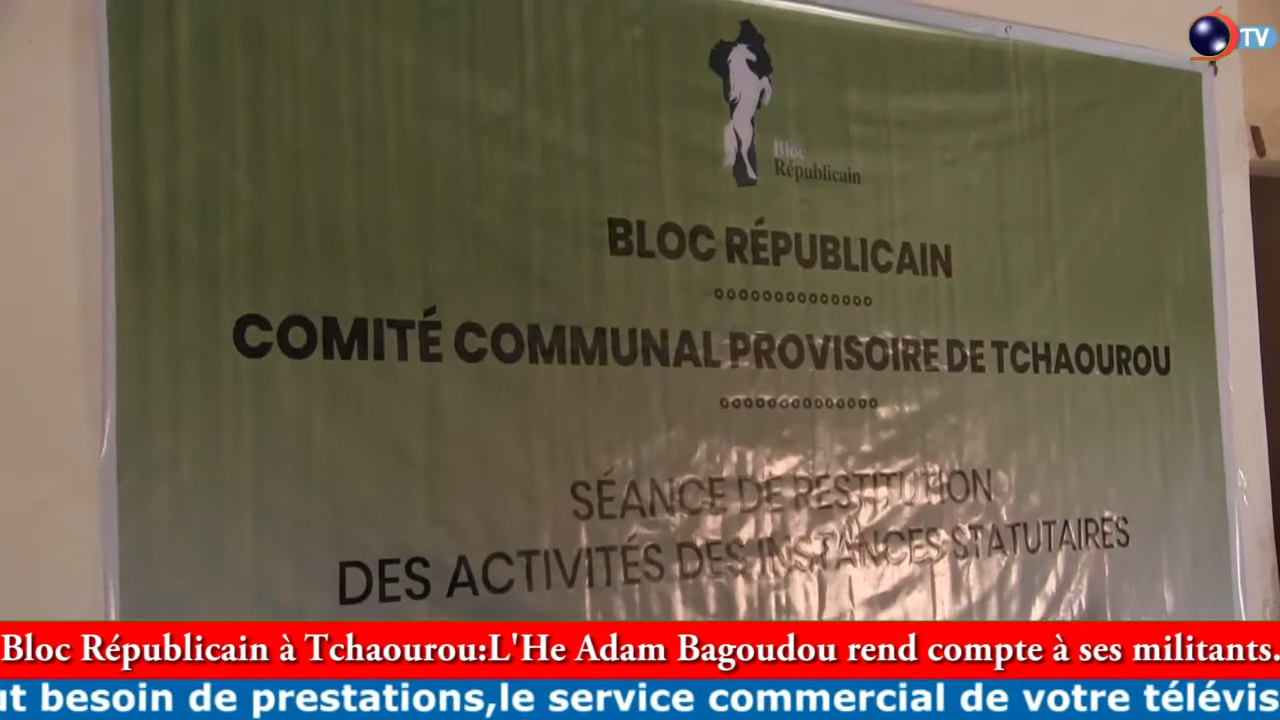 TV
Bloc
Républicain
BLOC RÉPUBLICAIN
COMITÉ COMMUNAL PROVISOIRE DE TCHAOUROU
SÉANCE DE RESTITUTION
DES ACTIVITÉS DES INSTANCES STATUTAIRES
Bloc Républicain à Tchaourou:L'He Adam Bagoudou rend compte à ses militants.
ut besoin de prestations,le service commercial de votre télévis